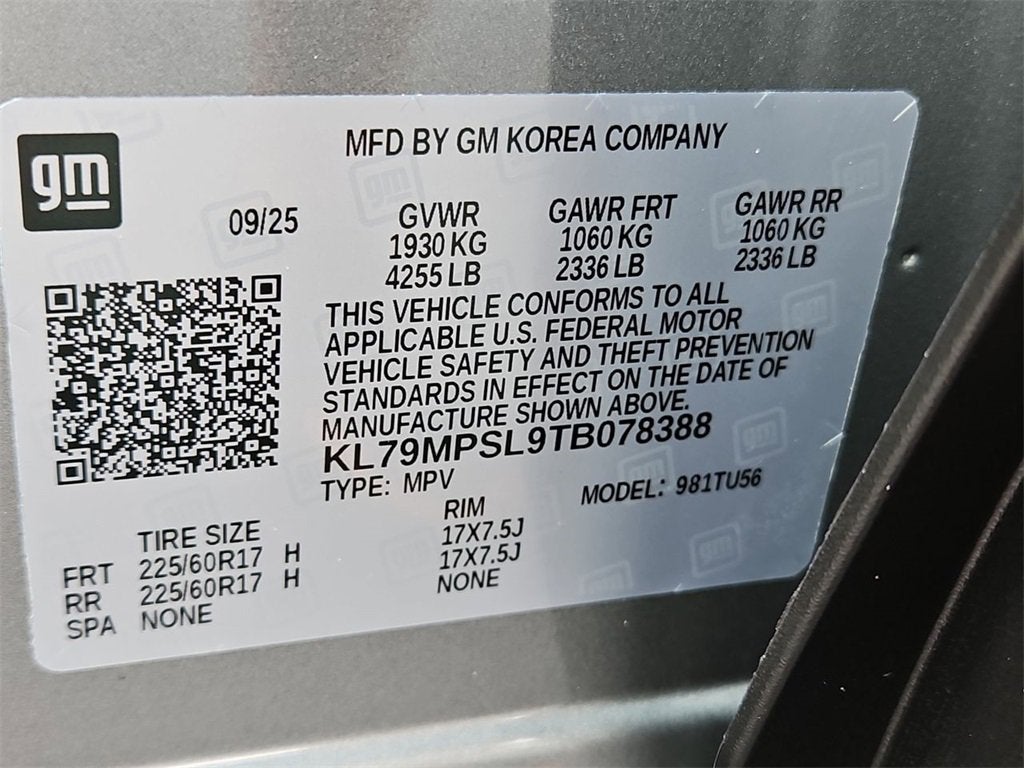 gm
MFD BY GM KOREA COMPANY
09/25
GVWR
1930 KG
4255 LB
GAWR FRT
1060 KG
2336 LB
GAWR RR
1060 KG
2336 LB
THIS VEHICLE CONFORMS TO ALL
APPLICABLE U.S. FEDERAL MOTOR
VEHICLE SAFETY AND THEFT PREVENTION
STANDARDS IN EFFECT ON THE DATE OF
MANUFACTURE SHOWN ABOVE.
KL79MPSL9TB078388
TYPE: MPV MODEL: 981TU56
TIRE SIZE RIM
FRT 225/60R17 H 17X7.5J
RR 225/60R17 H 17X7.5J
SPA NONE NONE